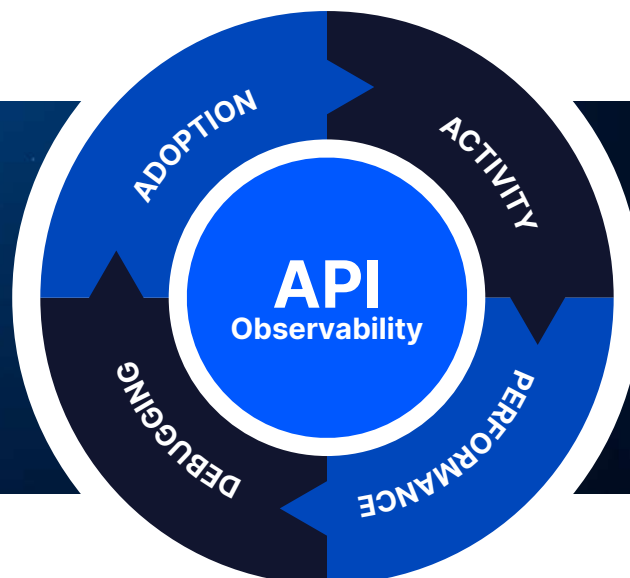 ADOPTION
ACTIVITY
API
Observability
DEBUGGING
PERFORMANCE